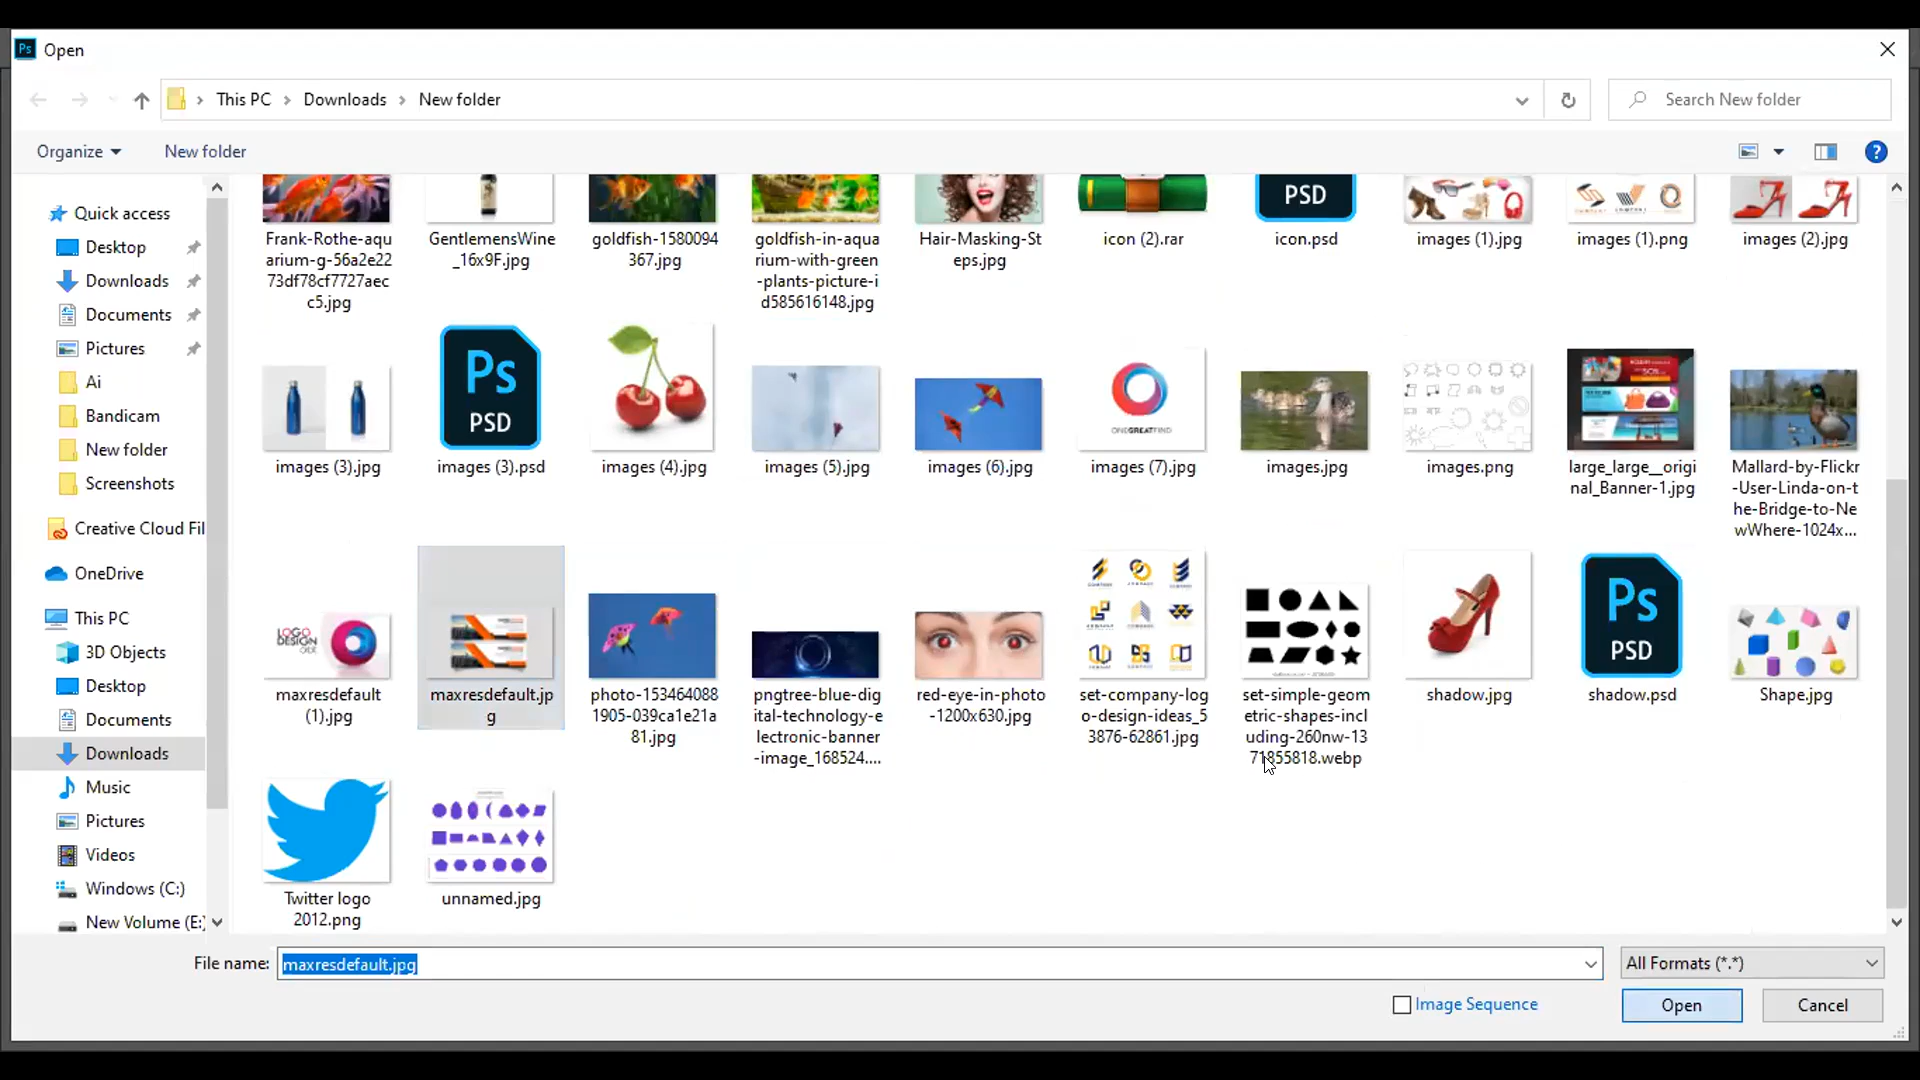 Ps Open
This PC Downloads New folder
Search New folder
Organize New folder
Quick access
Desktop
Downloads
Documents
Pictures
Ai
Bandicam
New folder
Screenshots
Creative Cloud Fil
OneDrive
This PC
3D Objects
Desktop
Documents
Downloads
Music
Pictures
Videos
Windows (C:)
New Volume (E:)
PSD
Frank-Rothe-aqu
arium-g-56a2e22
73df78cf7727aec
c5.jpg
GentlemensWine
_16x9F.jpg
goldfish-1580094
367.jpg
goldfish-in-aqua
rium-with-green
-plants-picture-i
d585616148.jpg
Hair-Masking-St
eps.jpg
icon (2).rar
icon.psd
images (1).jpg
images (1).png
images (2).jpg
Ps
PSD
ONEGREATFIND
images (3).jpg
images (3).psd
images (4).jpg
images (5).jpg
images (6).jpg
images (7).jpg
images.jpg
images.png
large_large__origi
nal_Banner-1.jpg
Mallard-by-Flickr
-User-Linda-on-t
he-Bridge-to-Ne
wWhere-1024x...
LOGO
DESIGN
Ps
PSD
maxresdefault
(1).jpg
maxresdefault.jp
g
photo-153464088
1905-039ca1e21a
81.jpg
pngtree-blue-dig
ital-technology-e
lectronic-banner
-image_168524....
red-eye-in-photo
-1200x630.jpg
set-company-log
o-design-ideas_5
3876-62861.jpg
set-simple-geom
etric-shapes-incl
uding-260nw-13
71855818.webp
shadow.jpg
shadow.psd
Shape.jpg
Twitter logo
2012.png
unnamed.jpg
File name: maxresdefault.jpg
All Formats (*.*)
Image Sequence
Open Cancel